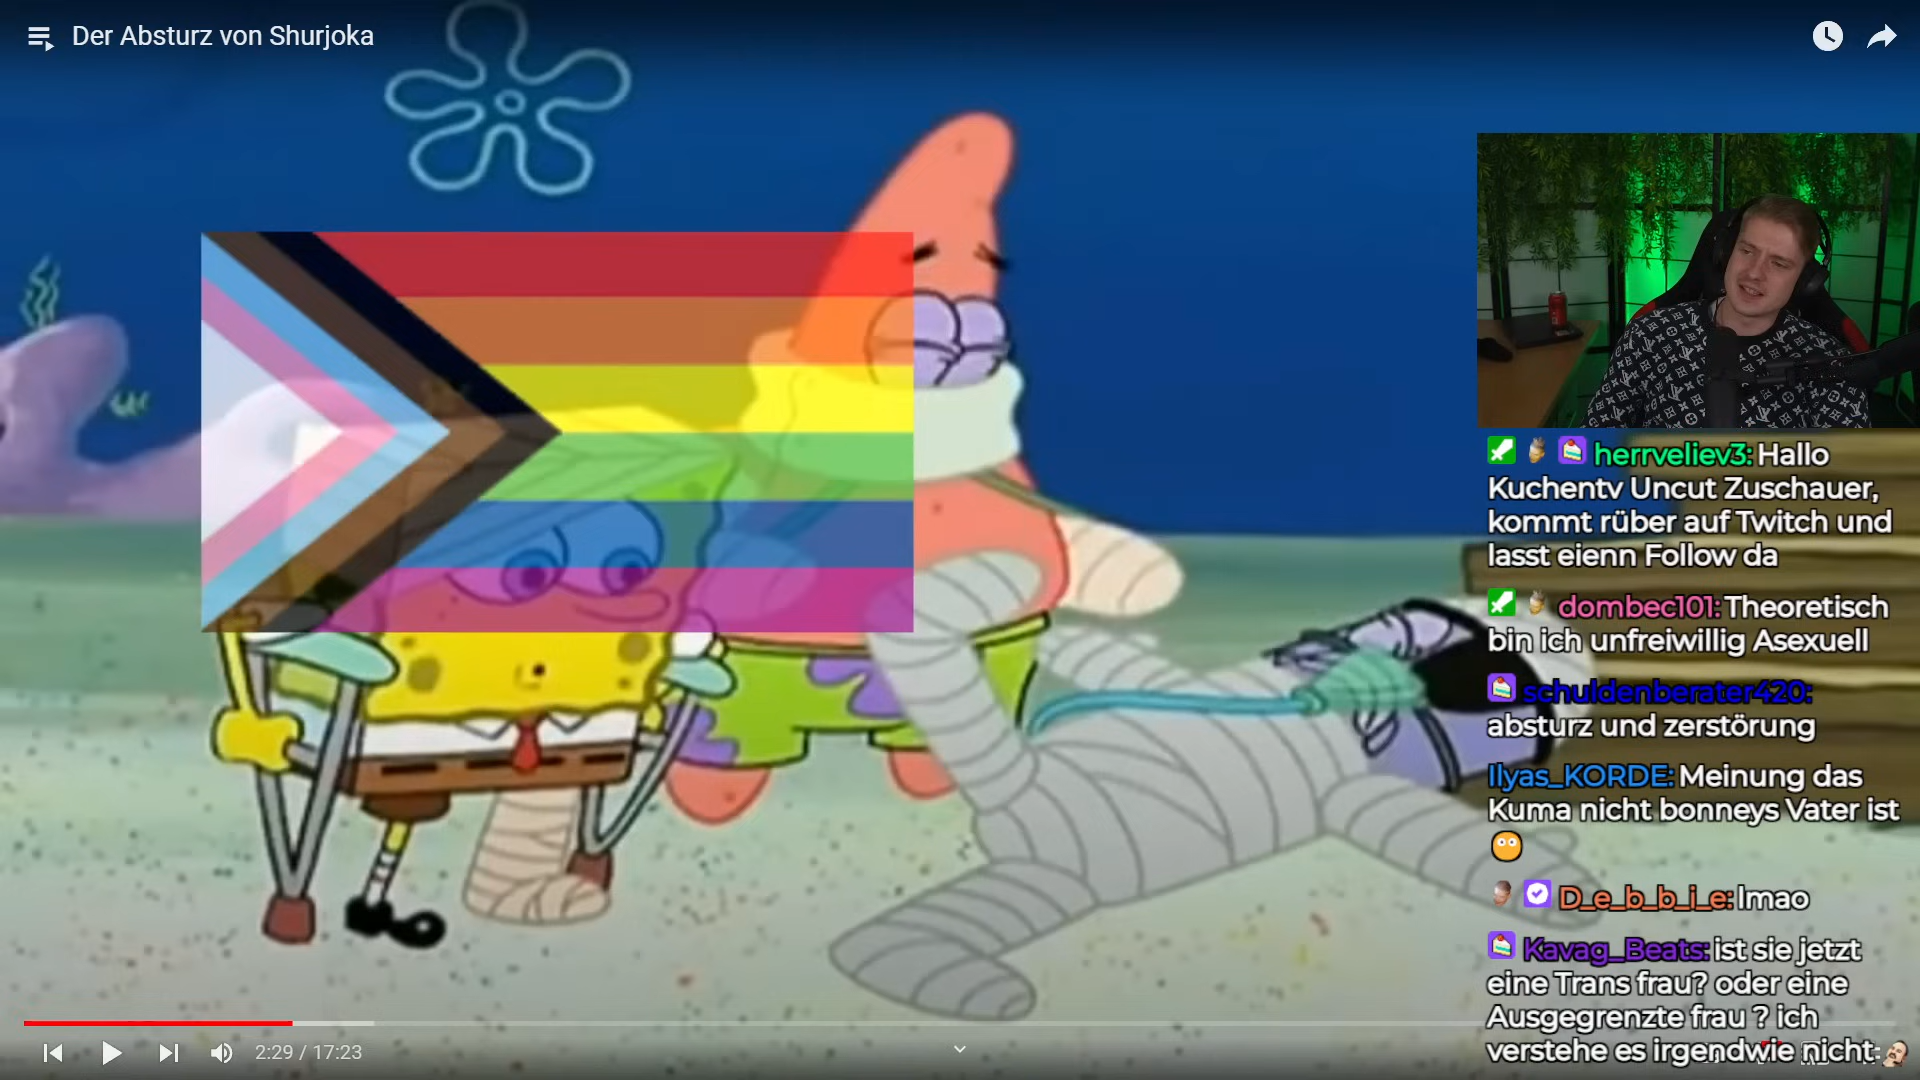 Der Absturz von Shurjoka
herrveliev3: Hallo
Kuchentv Uncut Zuschauer,
kommt rüber auf Twitch und
lasst eienn Follow da
dombec101: Theoretisch
bin ich unfreiwillig Asexuell
schuldenberater420:
absturz und zerstörung
Ilyas_KORDE: Meinung das
Kuma nicht bonneys Vater ist
D_e_b_b_i_e: lmao
Kavag_Beats: ist sie jetzt
eine Trans frau? oder eine
Ausgegrenzte frau ? ich
verstehe es irgendwie nicht
2:29 / 17:23